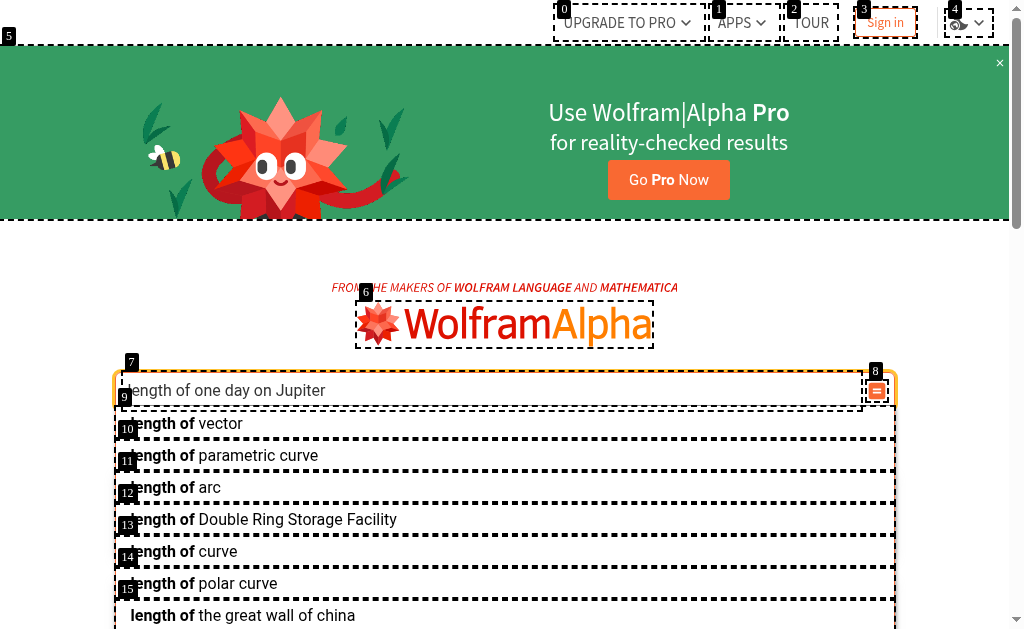 0
UPGRADE TO PRO
1
APPS
2
TOUR
3
Sign in
4
5
×
Use Wolfram|Alpha Pro
for reality-checked results
Go Pro Now
FROM THE MAKERS OF WOLFRAM LANGUAGE AND MATHEMATICA
6
WolframAlpha
7
8
length of one day on Jupiter
=
9
length of vector
10
length of parametric curve
11
length of arc
12
length of Double Ring Storage Facility
13
length of curve
14
length of polar curve
15
length of the great wall of china